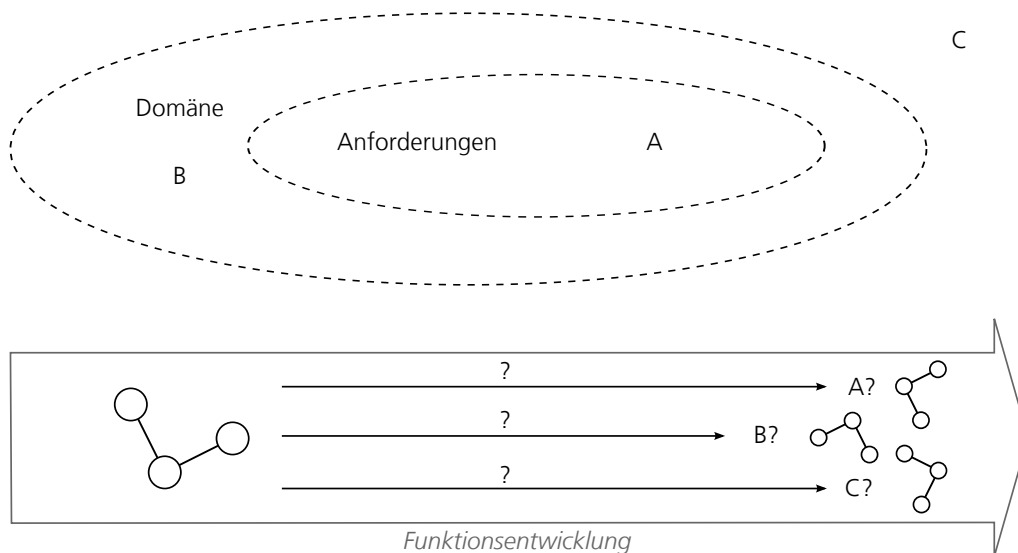 C
Domäne
Anforderungen A
B
?
A?
?
B?
?
C?
Funktionsentwicklung